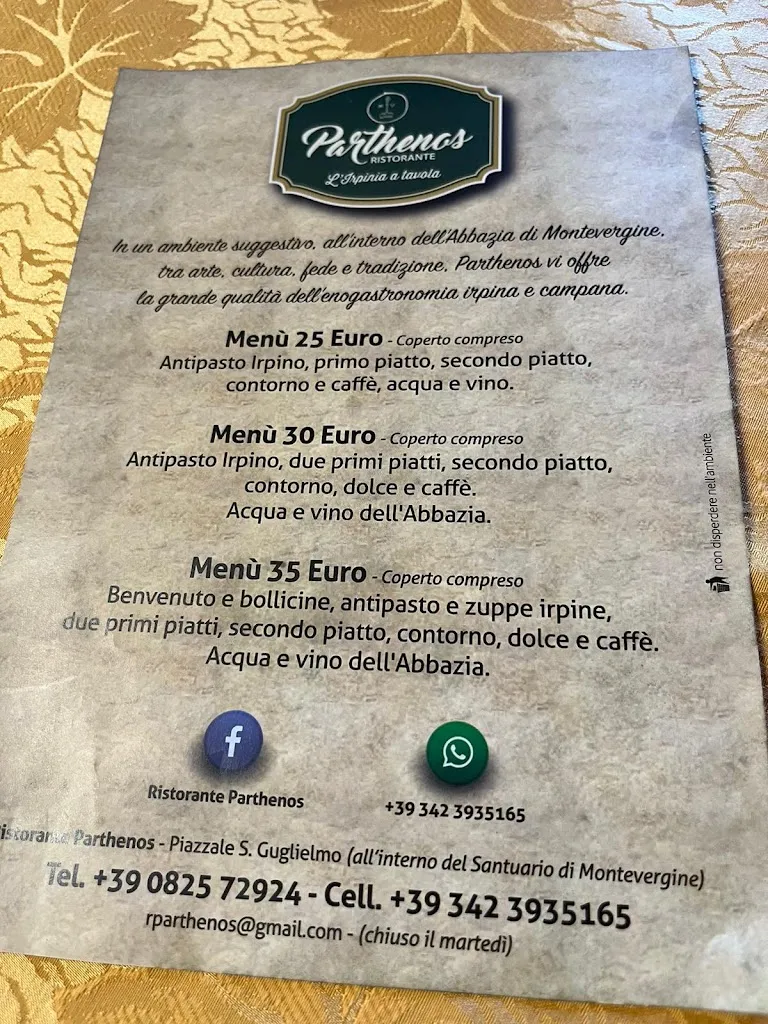 Parthenos
RISTORANTE
L'Irpinia a tavola
In un ambiente suggestivo, all'interno dell'Abbazia di Montevergine,
tra arte, cultura, fede e tradizione, Parthenos vi offre
la grande qualità dell'enogastronomia irpina e campana.
Menù 25 Euro - Coperto compreso
Antipasto Irpino, primo piatto, secondo piatto,
contorno e caffè, acqua e vino.
Menù 30 Euro - Coperto compreso
Antipasto Irpino, due primi piatti, secondo piatto,
contorno, dolce e caffè.
Acqua e vino dell'Abbazia.
Menù 35 Euro - Coperto compreso
Benvenuto e bollicine, antipasto e zuppe irpine,
due primi piatti, secondo piatto, contorno, dolce e caffè.
Acqua e vino dell'Abbazia.
non disperdere nell'ambiente
f
Ristorante Parthenos
+39 342 3935165
istorante Parthenos - Piazzale S. Guglielmo (all'interno del Santuario di Montevergine)
Tel. +39 0825 72924 - Cell. +39 342 3935165
rparthenos@gmail.com - (chiuso il martedì)